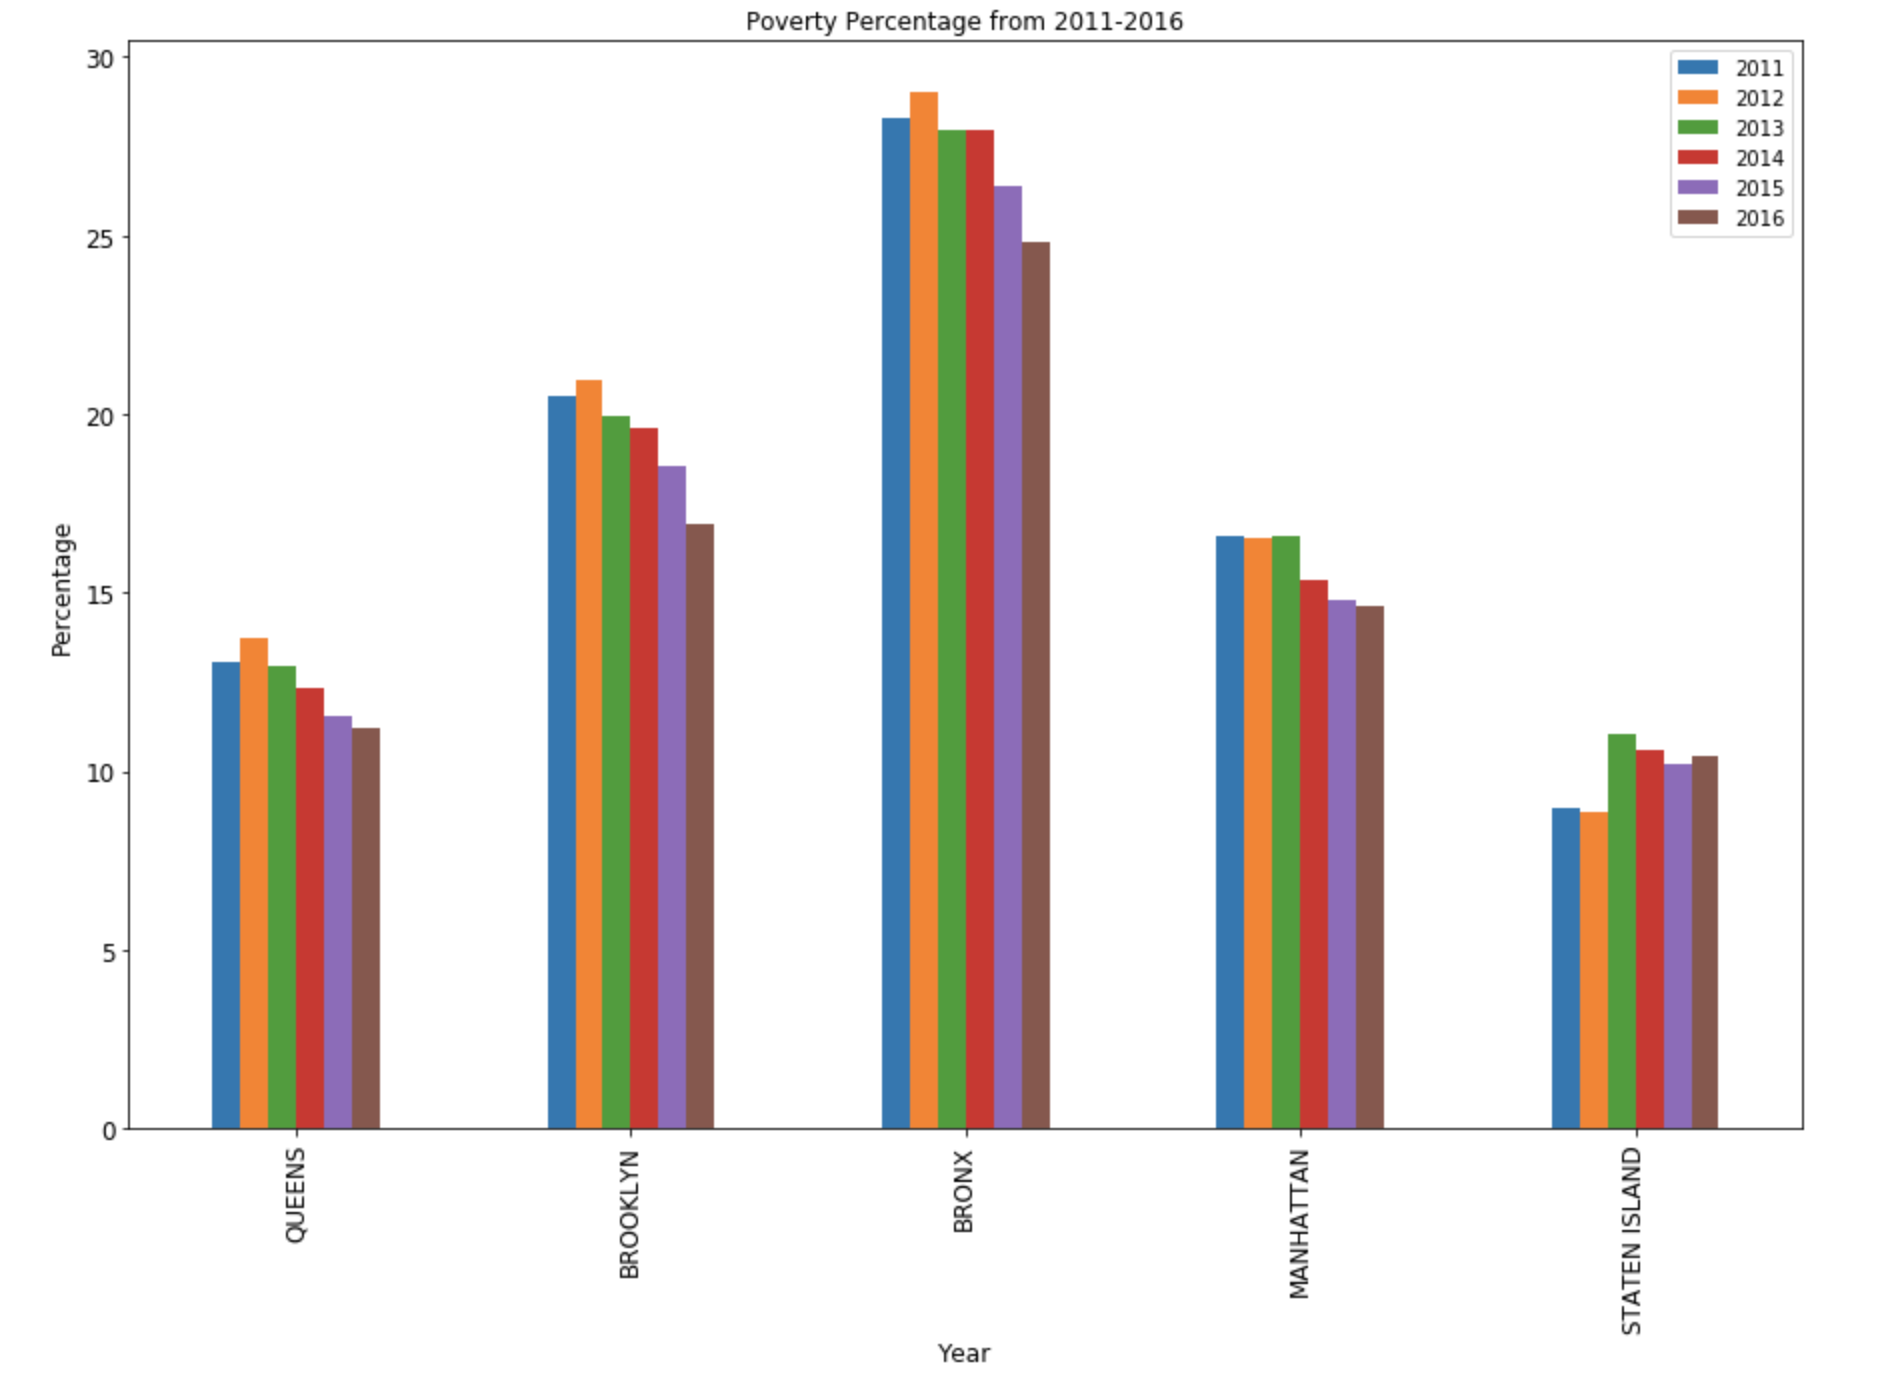 Poverty Percentage from 2011-2016
30
25
20
15
10
5
0
Percentage
2011
2012
2013
2014
2015
2016
QUEENS
BROOKLYN
BRONX
MANHATTAN
STATEN ISLAND
Year